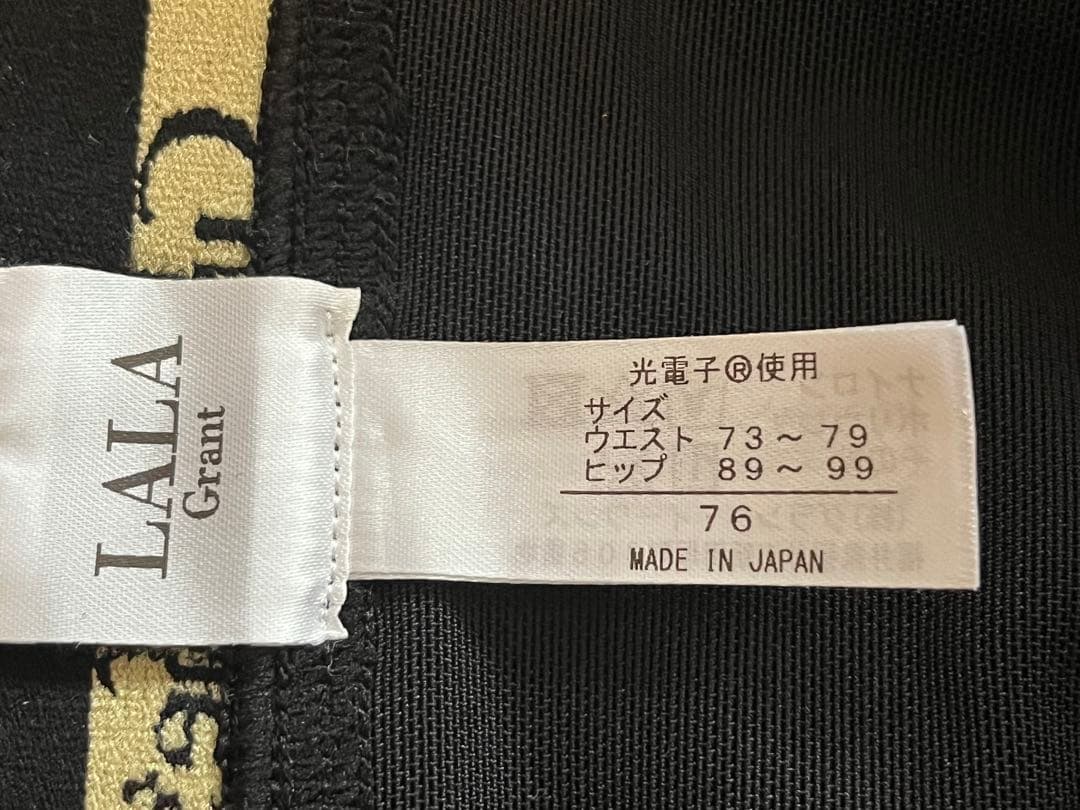 LALA
Grant
光電子®使用
サイズ
ウエスト 73～79
ヒップ 89～99
76
MADE IN JAPAN